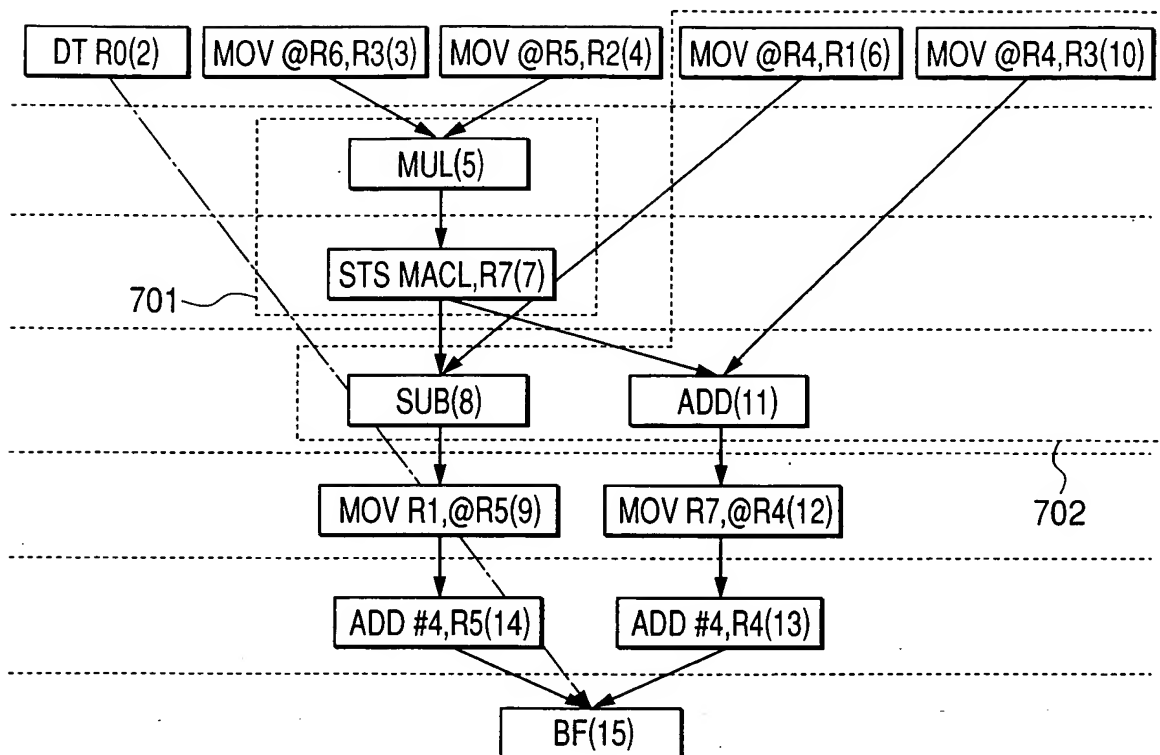 DT R0(2)
MOV @R6,R3(3)
MOV @R5,R2(4)
MOV @R4,R1(6)
MOV @R4,R3(10)
MUL(5)
STS MACL,R7(7)
701
SUB(8)
ADD(11)
MOV R1,@R5(9)
MOV R7,@R4(12)
702
ADD #4,R5(14)
ADD #4,R4(13)
BF(15)